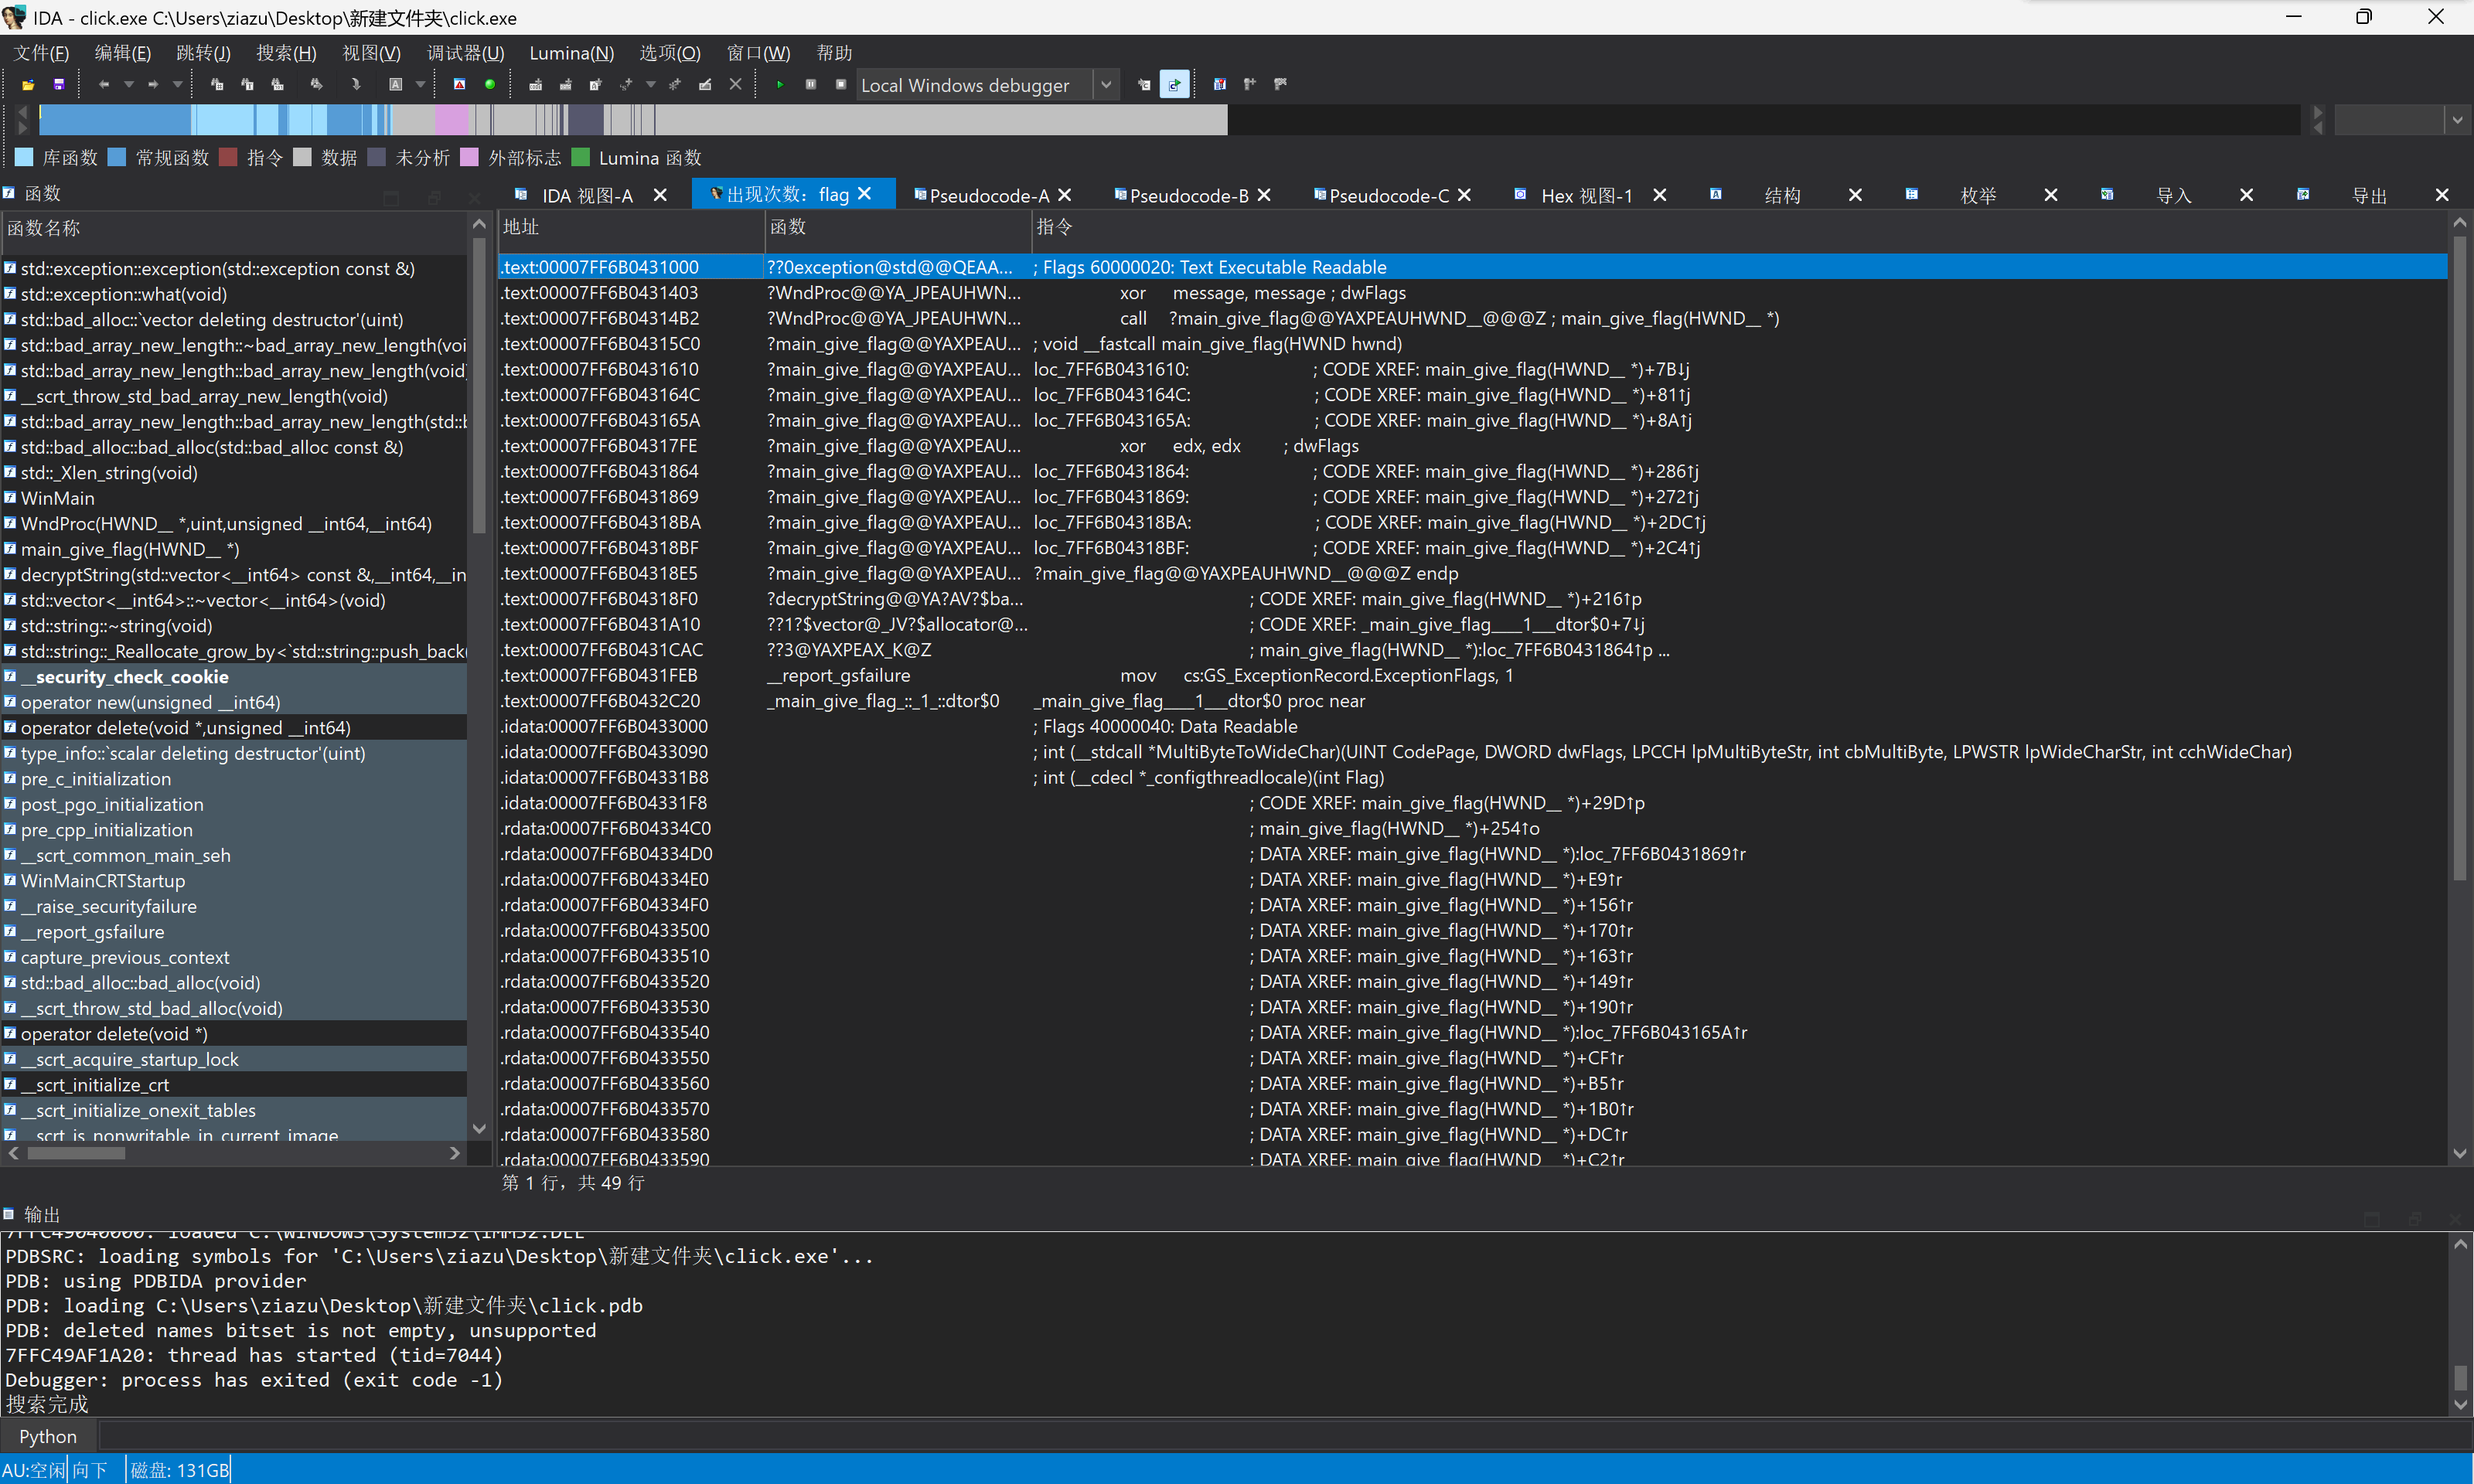 IDA - click.exe C:\Users\ziazu\Desktop\新建文件夹\click.exe
文件(F) 编辑(E) 跳转(J) 搜索(H) 视图(V) 调试器(U) Lumina(N) 选项(O) 窗口(W) 帮助
Local Windows debugger
库函数 常规函数 指令 数据 未分析 外部标志 Lumina 函数
函数
IDA 视图-A 出现次数: flag Pseudocode-A Pseudocode-B Pseudocode-C Hex 视图-1 结构 枚举 导入 导出
函数名称
std::exception::exception(std::exception const &)
std::exception::what(void)
std::bad_alloc::`vector deleting destructor'(uint)
std::bad_array_new_length::~bad_array_new_length(voi
std::bad_array_new_length::bad_array_new_length(void)
__scrt_throw_std_bad_array_new_length(void)
std::bad_array_new_length::bad_array_new_length(std::b
std::bad_alloc::bad_alloc(std::bad_alloc const &)
std::_Xlen_string(void)
WinMain
WndProc(HWND__ *,uint,unsigned __int64,__int64)
main_give_flag(HWND__ *)
decryptString(std::vector<__int64> const &,__int64,__in
std::vector<__int64>::~vector<__int64>(void)
std::string::~string(void)
std::string::_Reallocate_grow_by<`std::string::push_back(
__security_check_cookie
operator new(unsigned __int64)
operator delete(void *,unsigned __int64)
type_info::`scalar deleting destructor'(uint)
pre_c_initialization
post_pgo_initialization
pre_cpp_initialization
__scrt_common_main_seh
WinMainCRTStartup
__raise_securityfailure
__report_gsfailure
capture_previous_context
std::bad_alloc::bad_alloc(void)
__scrt_throw_std_bad_alloc(void)
operator delete(void *)
__scrt_acquire_startup_lock
__scrt_initialize_crt
__scrt_initialize_onexit_tables
__scrt_is_nonwritable_in_current_image
地址 函数 指令
.text:00007FF6B0431000 ??0exception@std@@QEAA... ; Flags 60000020: Text Executable Readable
.text:00007FF6B0431403 ?WndProc@@YA_JPEAUHWN... xor message, message ; dwFlags
.text:00007FF6B04314B2 ?WndProc@@YA_JPEAUHWN... call ?main_give_flag@@YAXPEAUHWND__@@@Z ; main_give_flag(HWND__ *)
.text:00007FF6B04315C0 ?main_give_flag@@YAXPEAU... ; void __fastcall main_give_flag(HWND hwnd)
.text:00007FF6B0431610 ?main_give_flag@@YAXPEAU... loc_7FF6B0431610: ; CODE XREF: main_give_flag(HWND__ *)+7B↓j
.text:00007FF6B043164C ?main_give_flag@@YAXPEAU... loc_7FF6B043164C: ; CODE XREF: main_give_flag(HWND__ *)+81↑j
.text:00007FF6B043165A ?main_give_flag@@YAXPEAU... loc_7FF6B043165A: ; CODE XREF: main_give_flag(HWND__ *)+8A↑j
.text:00007FF6B04317FE ?main_give_flag@@YAXPEAU... xor edx, edx ; dwFlags
.text:00007FF6B0431864 ?main_give_flag@@YAXPEAU... loc_7FF6B0431864: ; CODE XREF: main_give_flag(HWND__ *)+286↑j
.text:00007FF6B0431869 ?main_give_flag@@YAXPEAU... loc_7FF6B0431869: ; CODE XREF: main_give_flag(HWND__ *)+272↑j
.text:00007FF6B04318BA ?main_give_flag@@YAXPEAU... loc_7FF6B04318BA: ; CODE XREF: main_give_flag(HWND__ *)+2DC↑j
.text:00007FF6B04318BF ?main_give_flag@@YAXPEAU... loc_7FF6B04318BF: ; CODE XREF: main_give_flag(HWND__ *)+2C4↑j
.text:00007FF6B04318E5 ?main_give_flag@@YAXPEAU... ?main_give_flag@@YAXPEAUHWND__@@@Z endp
.text:00007FF6B04318F0 ?decryptString@@YA?AV?$ba... ; CODE XREF: main_give_flag(HWND__ *)+216↑p
.text:00007FF6B0431A10 ??1?$vector@_JV?$allocator@... ; CODE XREF: _main_give_flag____1___dtor$0+7↓j
.text:00007FF6B0431CAC ??3@YAXPEAX_K@Z ; main_give_flag(HWND__ *):loc_7FF6B0431864↑p ...
.text:00007FF6B0431FEB __report_gsfailure mov cs:GS_ExceptionRecord.ExceptionFlags, 1
.text:00007FF6B0432C20 _main_give_flag_::_1_::dtor$0 _main_give_flag____1___dtor$0 proc near
.idata:00007FF6B0433000 ; Flags 40000040: Data Readable
.idata:00007FF6B0433090 ; int (__stdcall *MultiByteToWideChar)(UINT CodePage, DWORD dwFlags, LPCCH lpMultiByteStr, int cbMultiByte, LPWSTR lpWideCharStr, int cchWideChar)
.idata:00007FF6B04331B8 ; int (__cdecl *_configthreadlocale)(int Flag)
.idata:00007FF6B04331F8 ; CODE XREF: main_give_flag(HWND__ *)+29D↑p
.rdata:00007FF6B04334C0 ; main_give_flag(HWND__ *)+254↑o
.rdata:00007FF6B04334D0 ; DATA XREF: main_give_flag(HWND__ *):loc_7FF6B0431869↑r
.rdata:00007FF6B04334E0 ; DATA XREF: main_give_flag(HWND__ *)+E9↑r
.rdata:00007FF6B04334F0 ; DATA XREF: main_give_flag(HWND__ *)+156↑r
.rdata:00007FF6B0433500 ; DATA XREF: main_give_flag(HWND__ *)+170↑r
.rdata:00007FF6B0433510 ; DATA XREF: main_give_flag(HWND__ *)+163↑r
.rdata:00007FF6B0433520 ; DATA XREF: main_give_flag(HWND__ *)+149↑r
.rdata:00007FF6B0433530 ; DATA XREF: main_give_flag(HWND__ *)+190↑r
.rdata:00007FF6B0433540 ; DATA XREF: main_give_flag(HWND__ *):loc_7FF6B043165A↑r
.rdata:00007FF6B0433550 ; DATA XREF: main_give_flag(HWND__ *)+CF↑r
.rdata:00007FF6B0433560 ; DATA XREF: main_give_flag(HWND__ *)+B5↑r
.rdata:00007FF6B0433570 ; DATA XREF: main_give_flag(HWND__ *)+1B0↑r
.rdata:00007FF6B0433580 ; DATA XREF: main_give_flag(HWND__ *)+DC↑r
.rdata:00007FF6B0433590 ; DATA XREF: main_give_flag(HWND__ *)+C2↑r
第 1 行，共 49 行
输出
7FFC49040000: loaded C:\WINDOWS\System32\IMM32.DLL
PDBSRC: loading symbols for 'C:\Users\ziazu\Desktop\新建文件夹\click.exe'...
PDB: using PDBIDA provider
PDB: loading C:\Users\ziazu\Desktop\新建文件夹\click.pdb
PDB: deleted names bitset is not empty, unsupported
7FFC49AF1A20: thread has started (tid=7044)
Debugger: process has exited (exit code -1)
搜索完成
Python
AU:空闲 向下 磁盘: 131GB